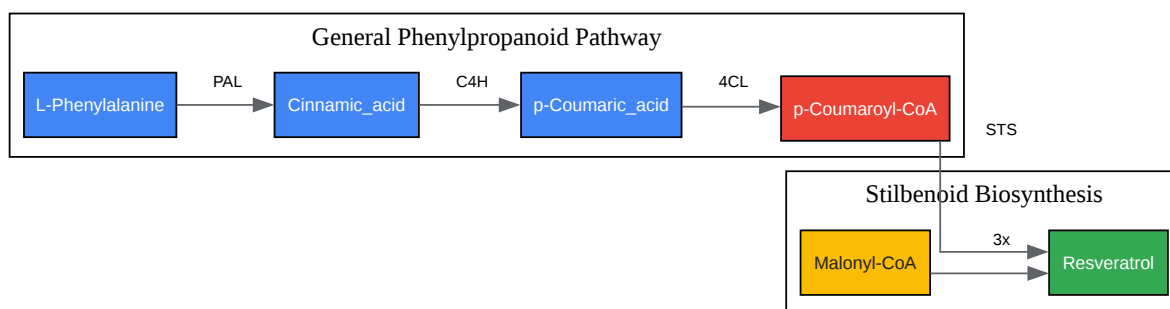 General Phenylpropanoid Pathway
L-Phenylalanine
PAL
Cinnamic_acid
C4H
p-Coumaric_acid
4CL
p-Coumaroyl-CoA
STS
Stilbenoid Biosynthesis
Malonyl-CoA
3x
Resveratrol